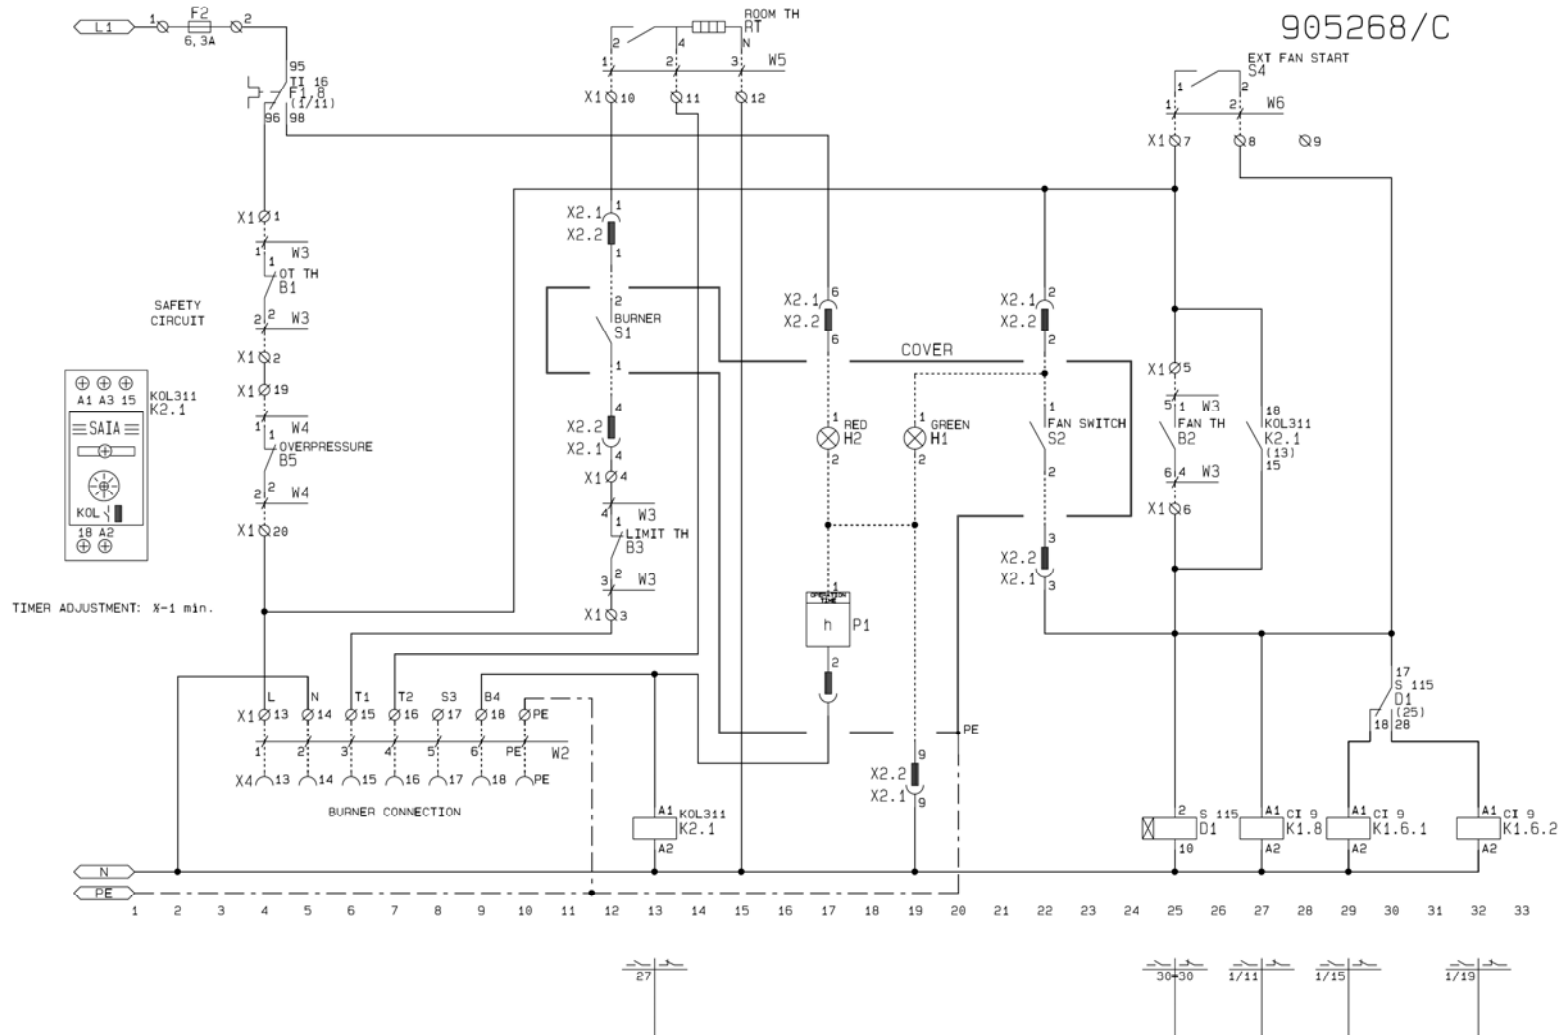 905268/C
L1
1
F2
6,3A
2
95
TI 16
F1.8
(1/11)
96
98
ROOM TH
RT
2
4
N
1
2
3
W5
X1
10
11
12
EXT FAN START
S4
1
2
1
2
W6
X1
7
8
9
X1
1
1
W3
1
OT TH
B1
2
2
W3
X1
2
X1
19
1
1
W4
OVERPRESSURE
B5
2
2
W4
X1
20
SAFETY
CIRCUIT
A1 A3 15
KOL311
K2.1
SAIA
KOL
18 A2
TIMER ADJUSTMENT: %-1 min.
X2.1
1
X2.2
1
2
BURNER
S1
1
4
X2.2
X2.1
4
X1
4
4
W3
1
LIMIT TH
B3
3
2
W3
X1
3
X2.1
6
X2.2
6
COVER
1
RED
H2
2
1
GREEN
H1
2
1
OPERATION
TIME
h
P1
2
X2.1
2
X2.2
2
1
FAN SWITCH
S2
2
3
X2.2
X2.1
3
X1
5
5
1
W3
FAN TH
B2
6
4
W3
X1
6
18
KOL311
K2.1
(13)
15
L
N
T1
T2
S3
B4
X1
13
14
15
16
17
18
PE
1
2
3
4
5
6
PE
W2
X4
13
14
15
16
17
18
PE
BURNER CONNECTION
PE
9
X2.2
X2.1
9
17
S 115
D1
(25)
18
28
A1
KOL311
K2.1
A2
2
S 115
D1
10
A1
CI 9
K1.8
A2
A1
CI 9
K1.6.1
A2
A1
CI 9
K1.6.2
A2
N
PE
1 2 3 4 5 6 7 8 9 10 11 12 13 14 15 16 17 18 19 20 21 22 23 24 25 26 27 28 29 30 31 32 33
27
30
30
1/11
1/15
1/19